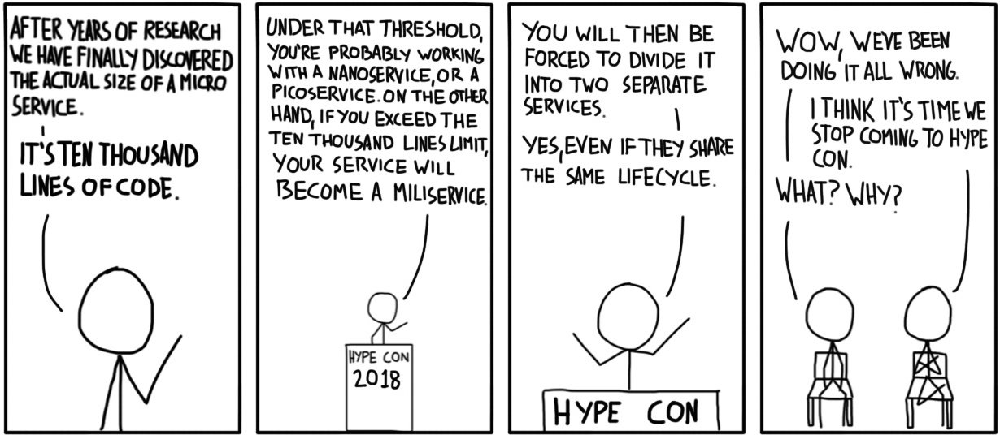 AFTER YEARS OF RESEARCH
WE HAVE FINALLY DISCOVERED
THE ACTUAL SIZE OF A MICRO
SERVICE.
IT'S TEN THOUSAND
LINES OF CODE.
UNDER THAT THRESHOLD,
YOU'RE PROBABLY WORKING
WITH A NANOSERVICE, OR A
PICOSERVICE. ON THE OTHER
HAND, IF YOU EXCEED THE
TEN THOUSAND LINES LIMIT,
YOUR SERVICE WILL
BECOME A MILISERVICE.
HYPE CON
2018
YOU WILL THEN BE
FORCED TO DIVIDE IT
INTO TWO SEPARATE
SERVICES.
YES, EVEN IF THEY SHARE
THE SAME LIFECYCLE.
HYPE CON
WOW, WE'VE BEEN
DOING IT ALL WRONG.
I THINK IT'S TIME WE
STOP COMING TO HYPE
CON.
WHAT? WHY?